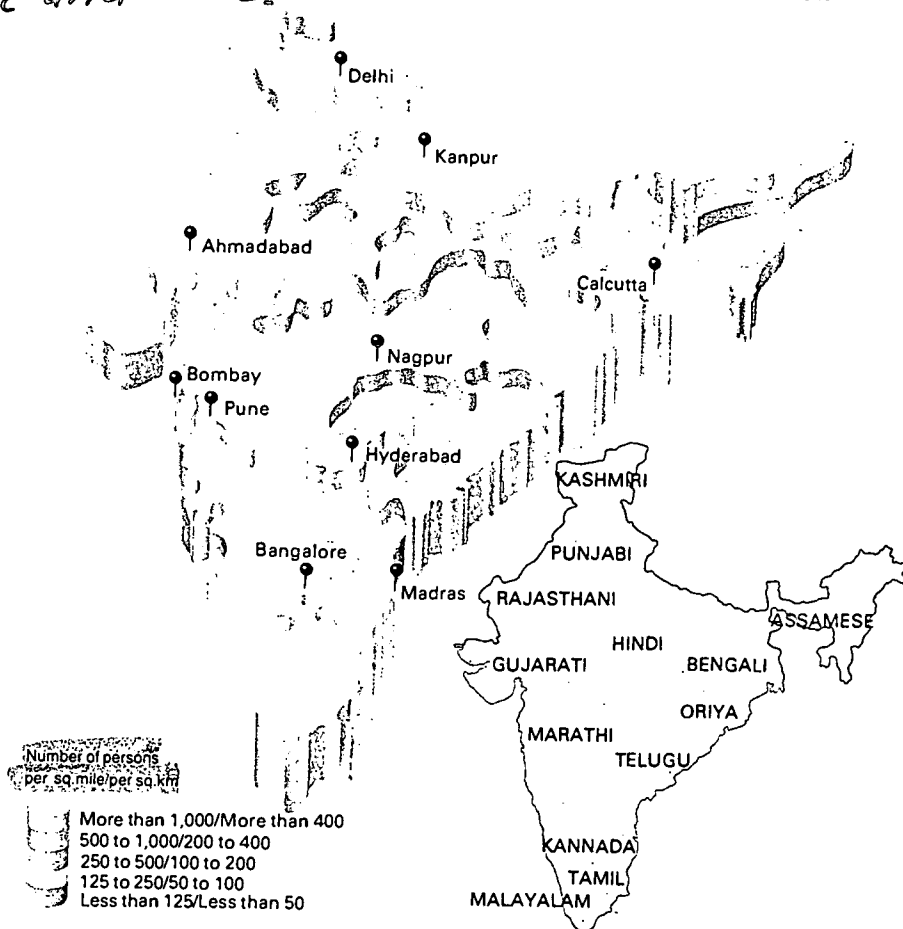 Delhi
Kanpur
Ahmadabad
Calcutta
Nagpur
Bombay
Pune
Hyderabad
Bangalore
Madras
KASHMIRI
PUNJABI
RAJASTHANI
ASSAMESE
HINDI
GUJARATI
BENGALI
ORIYA
MARATHI
TELUGU
KANNADA
TAMIL
MALAYALAM
Number of persons
per sq.mile/per sq.km
More than 1,000/More than 400
500 to 1,000/200 to 400
250 to 500/100 to 200
125 to 250/50 to 100
Less than 125/Less than 50